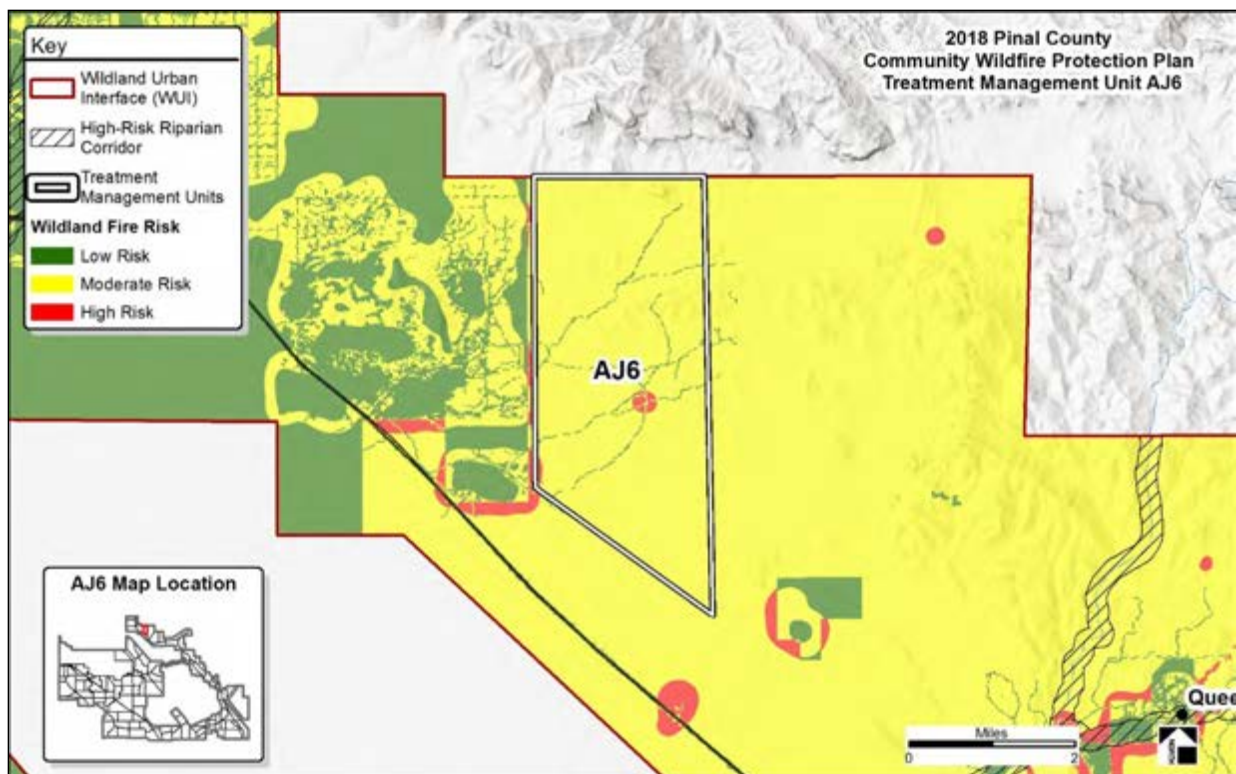 Key
Wildland Urban
Interface (WUI)
High-Risk Riparian
Corridor
Treatment
Management Units
Wildland Fire Risk
Low Risk
Moderate Risk
High Risk
2018 Pinal County
Community Wildfire Protection Plan
Treatment Management Unit AJ6
AJ6
AJ6 Map Location
Quee
Miles
0 2